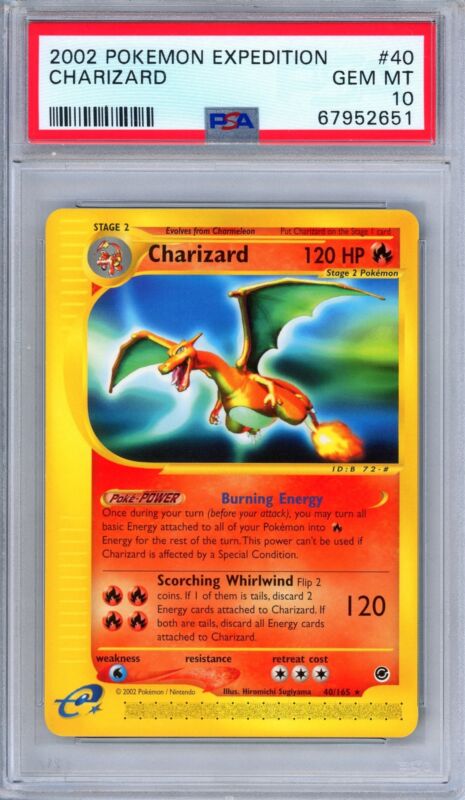 2002 POKEMON EXPEDITION #40
CHARIZARD GEM MT
10
PSA 67952651
STAGE 2 Evolves from Charmeleon Put Charizard on the Stage 1 card
Charizard 120 HP
Stage 2 Pokémon
ID:B 72-#
Poké-POWER Burning Energy
Once during your turn (before your attack), you may turn all
basic Energy attached to all of your Pokémon into
Energy for the rest of the turn. This power can't be used if
Charizard is affected by a Special Condition.
Scorching Whirlwind Flip 2
coins. If 1 of them is tails, discard 2
Energy cards attached to Charizard. If
both are tails, discard all Energy cards
attached to Charizard.
120
weakness resistance retreat cost
© 2002 Pokémon / Nintendo Illus. Hiromichi Sugiyama 40/165 ★
e